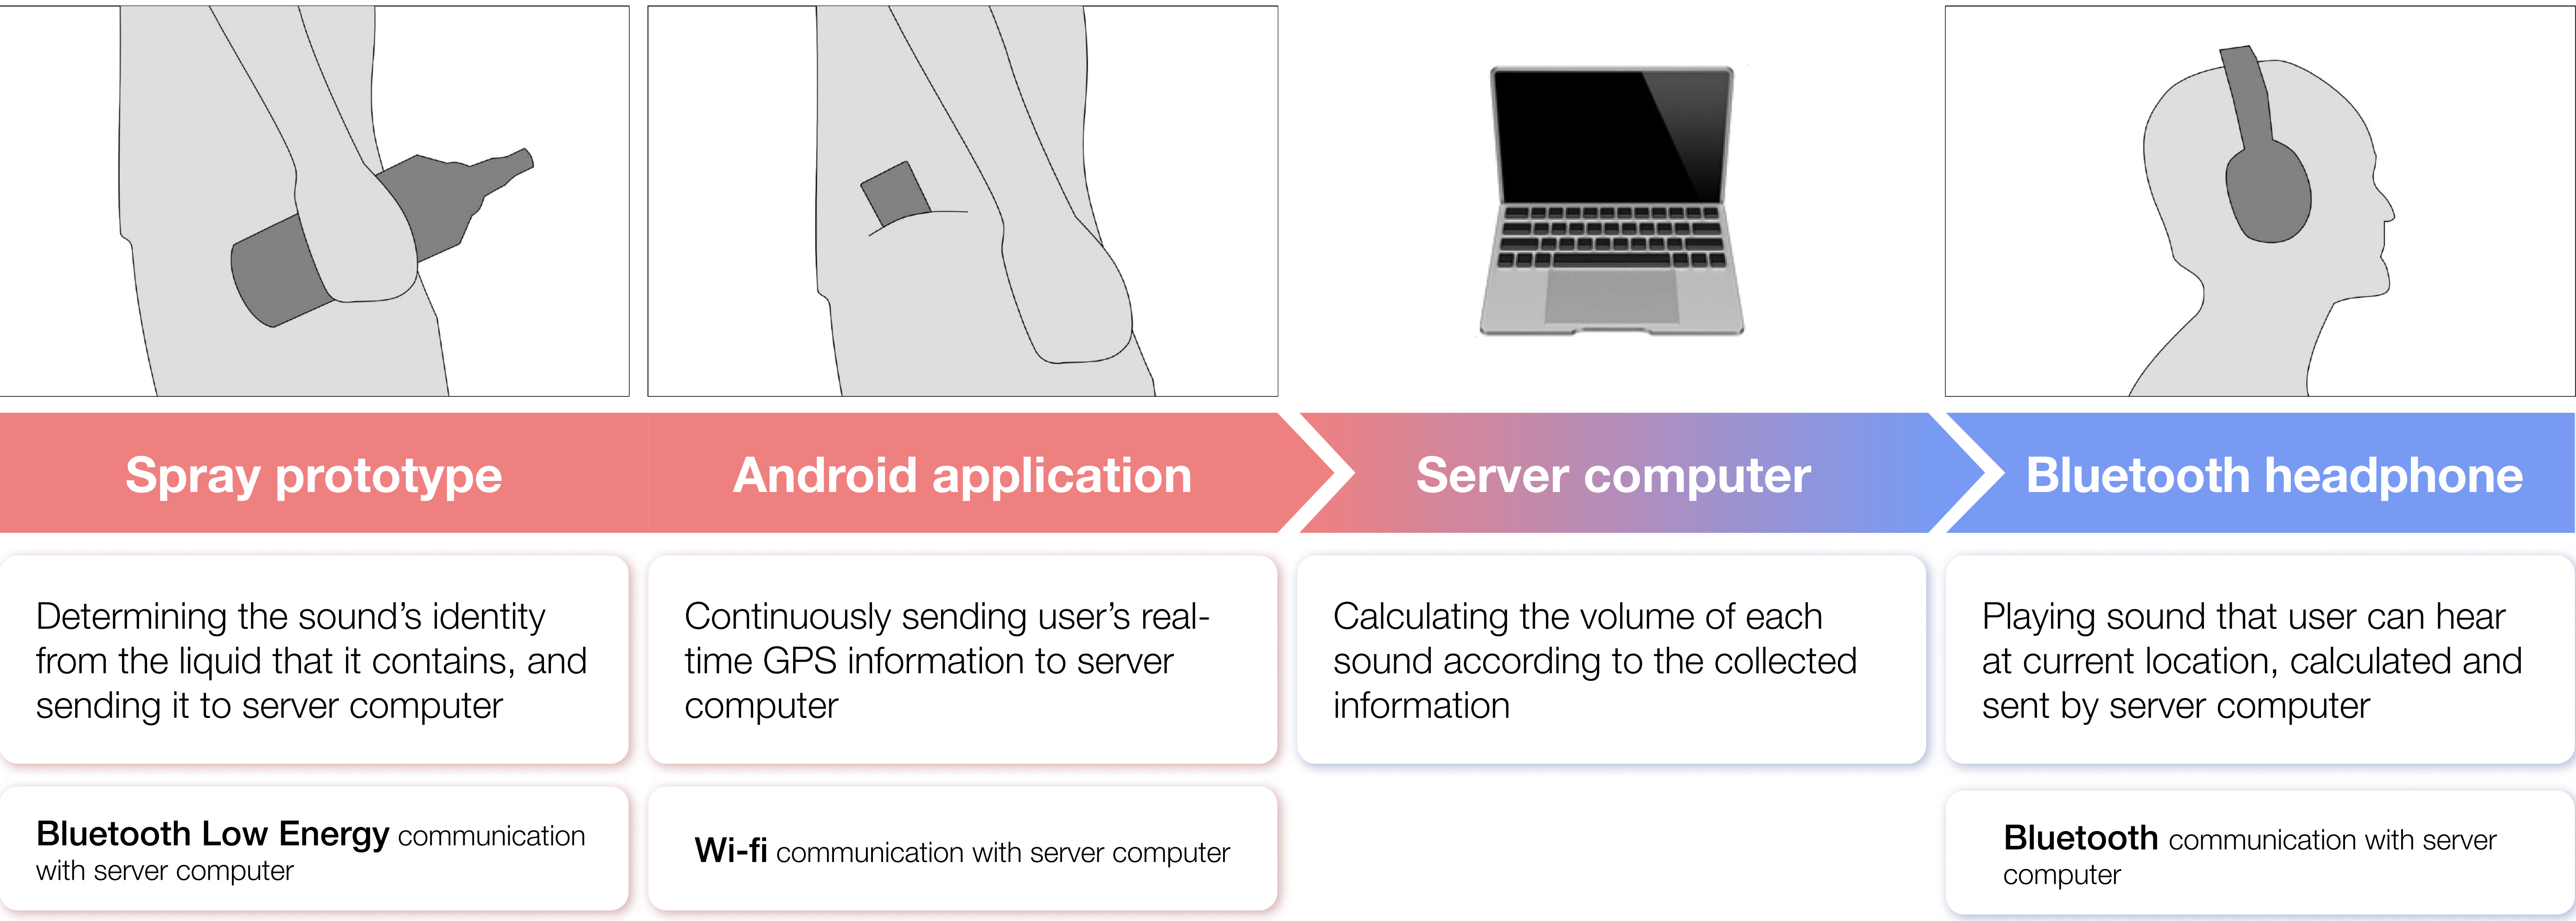 Spray prototype
Android application
Server computer
Bluetooth headphone
Determining the sound’s identity
from the liquid that it contains, and
sending it to server computer
Continuously sending user’s real-
time GPS information to server
computer
Calculating the volume of each
sound according to the collected
information
Playing sound that user can hear
at current location, calculated and
sent by server computer
Bluetooth Low Energy communication
with server computer
Wi-fi communication with server computer
Bluetooth communication with server
computer